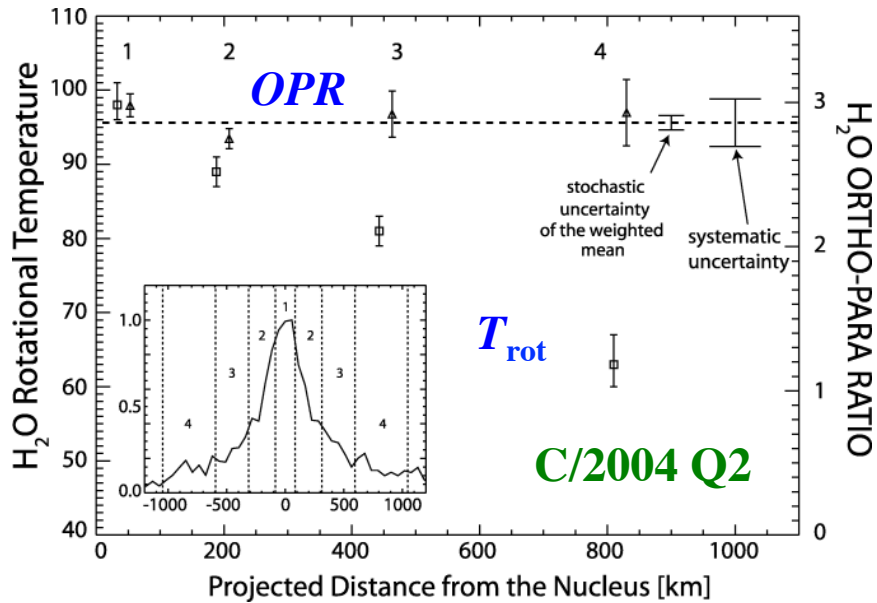 1 2 3 4
OPR
H₂O Rotational Temperature
110
100
90
80
70
60
50
40
stochastic
uncertainty
of the weighted
mean
systematic
uncertainty
T_rot
C/2004 Q2
1.0
0.5
0.0
1
2 2
3 3
4 4
-1000 -500 0 500 1000
3
2
1
0
H₂O ORTHO-PARA RATIO
0 200 400 600 800 1000
Projected Distance from the Nucleus [km]